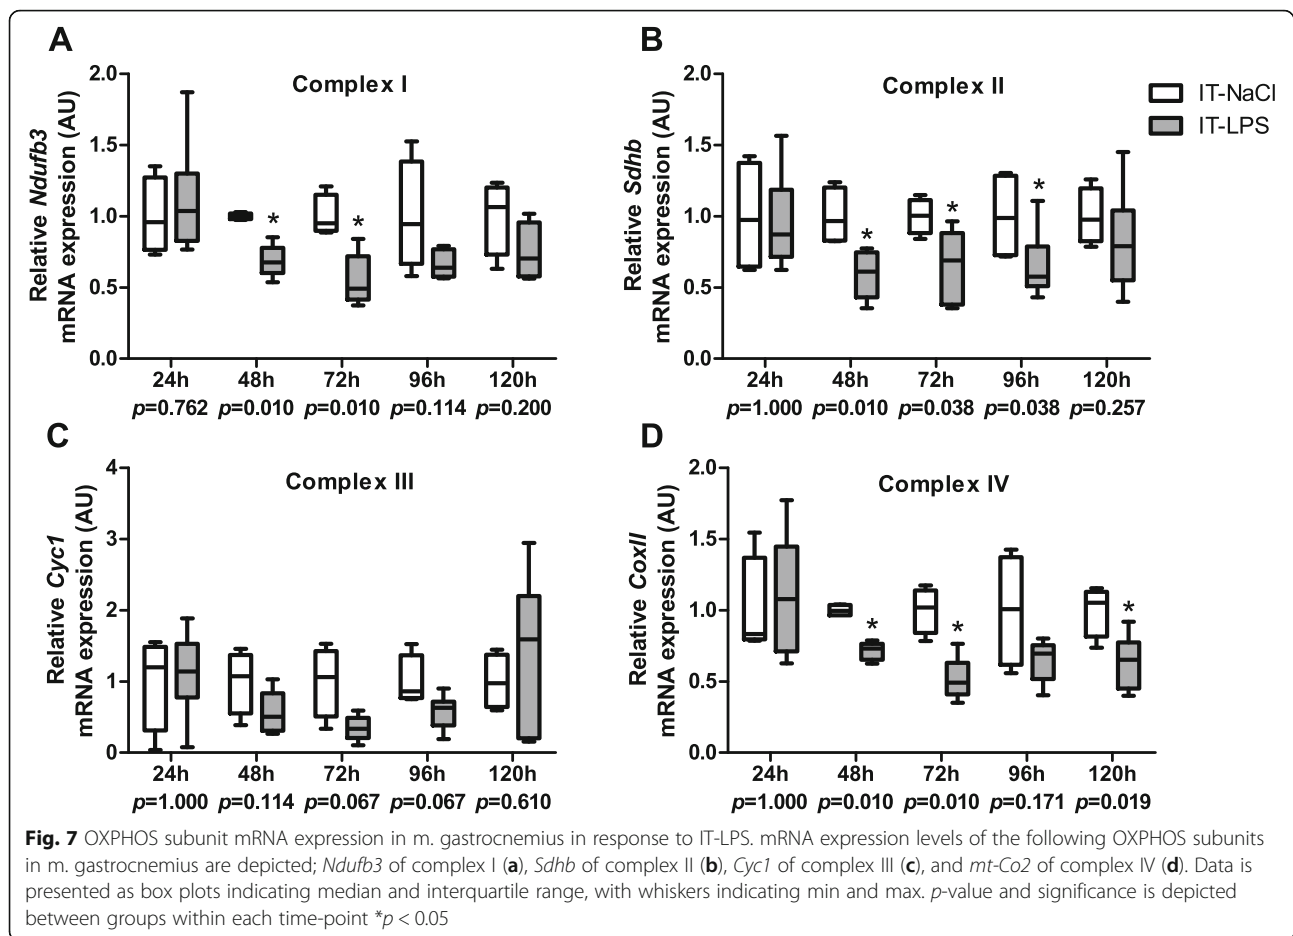 A
Complex I
Relative Ndufb3
mRNA expression (AU)
2.0
1.5
1.0
0.5
0.0
* *
24h 48h 72h 96h 120h
p=0.762 p=0.010 p=0.010 p=0.114 p=0.200
B
Complex II
Relative Sdhb
mRNA expression (AU)
2.0
1.5
1.0
0.5
0.0
* * *
24h 48h 72h 96h 120h
p=1.000 p=0.010 p=0.038 p=0.038 p=0.257
IT-NaCl
IT-LPS
C
Complex III
Relative Cyc1
mRNA expression (AU)
4
3
2
1
0
24h 48h 72h 96h 120h
p=1.000 p=0.114 p=0.067 p=0.067 p=0.610
D
Complex IV
Relative CoxII
mRNA expression (AU)
2.0
1.5
1.0
0.5
0.0
* * *
24h 48h 72h 96h 120h
p=1.000 p=0.010 p=0.010 p=0.171 p=0.019
Fig. 7 OXPHOS subunit mRNA expression in m. gastrocnemius in response to IT-LPS. mRNA expression levels of the following OXPHOS subunits
in m. gastrocnemius are depicted; Ndufb3 of complex I (a), Sdhb of complex II (b), Cyc1 of complex III (c), and mt-Co2 of complex IV (d). Data is
presented as box plots indicating median and interquartile range, with whiskers indicating min and max. p-value and significance is depicted
between groups within each time-point *p < 0.05